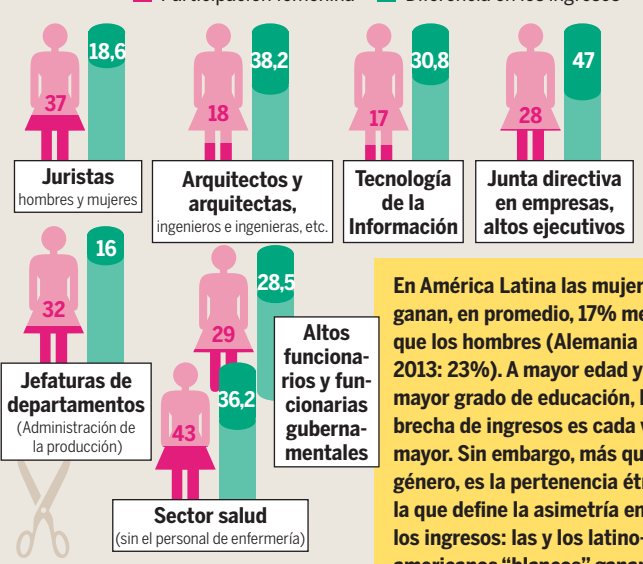 Participación femenina Diferencia en los ingresos
37
18,6
Juristas
hombres y mujeres
18
38,2
Arquitectos y
arquitectas,
ingenieros e ingenieras, etc.
17
30,8
Tecnología
de la
Información
28
47
Junta directiva
en empresas,
altos ejecutivos
32
16
Jefaturas de
departamentos
(Administración de
la producción)
29
28,5
Altos
funciona-
rios y fun-
cionarias
guberna-
mentales
43
36,2
Sector salud
(sin el personal de enfermería)
En América Latina las mujer
ganan, en promedio, 17% me
que los hombres (Alemania
2013: 23%). A mayor edad y
mayor grado de educación, l
brecha de ingresos es cada v
mayor. Sin embargo, más qu
género, es la pertenencia étr
la que define la asimetría en
los ingresos: las y los latino-
americanos “blancos” ganan